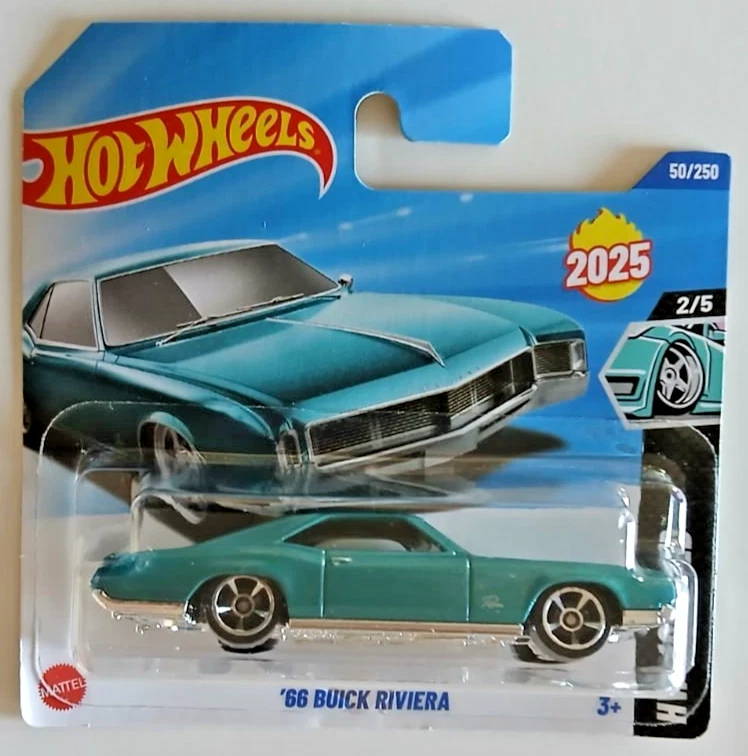 HOT WHEELS
50/250
2025
2/5
MATTEL
'66 BUICK RIVIERA
3+